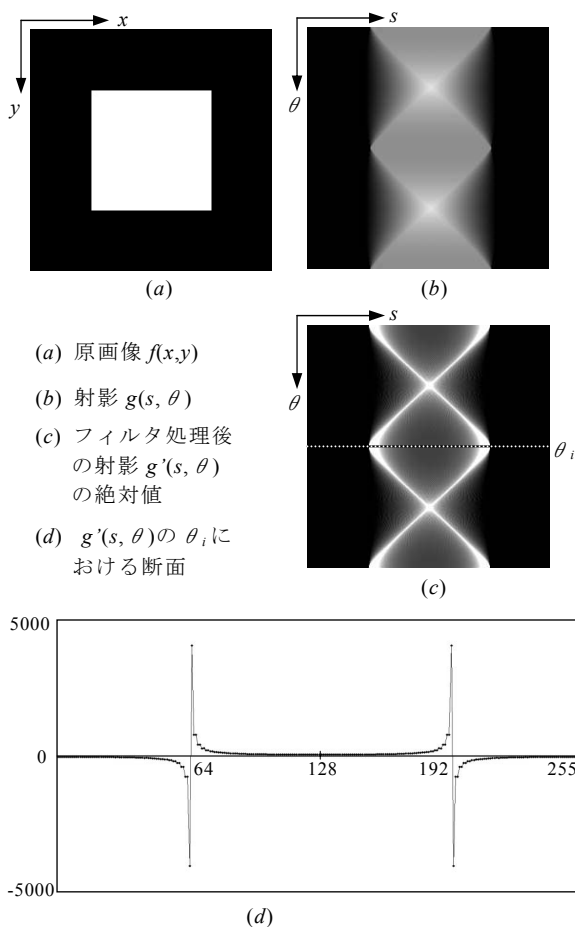 x
y
(a)
s
θ
(b)
(a) 原画像 f(x,y)
(b) 射影 g(s, θ)
(c) フィルタ処理後
の射影 g’(s, θ)
の絶対値
(d) g’(s, θ)の θi に
おける断面
s
θ
θi
(c)
5000
0
64
128
192
255
-5000
(d)